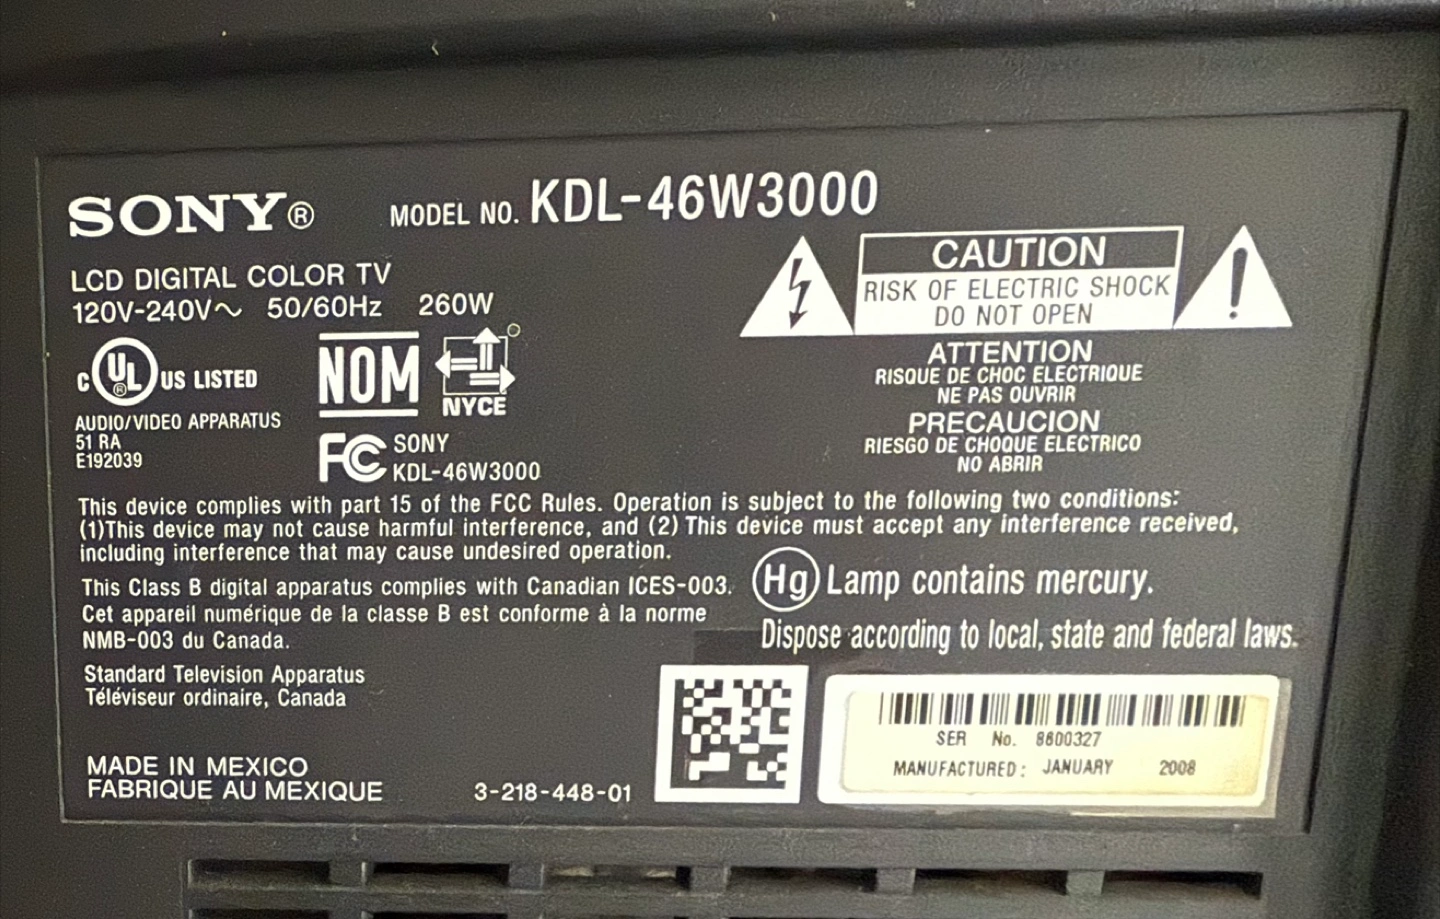 SONY®
MODEL NO. KDL-46W3000
LCD DIGITAL COLOR TV
120V-240V~ 50/60Hz 260W
C UL® US LISTED
AUDIO/VIDEO APPARATUS
51 RA
E192039
NOM
NYCE
FC SONY
KDL-46W3000
CAUTION
RISK OF ELECTRIC SHOCK
DO NOT OPEN
ATTENTION
RISQUE DE CHOC ELECTRIQUE
NE PAS OUVRIR
PRECAUCION
RIESGO DE CHOQUE ELECTRICO
NO ABRIR
This device complies with part 15 of the FCC Rules. Operation is subject to the following two conditions:
(1)This device may not cause harmful interference, and (2) This device must accept any interference received,
including interference that may cause undesired operation.
This Class B digital apparatus complies with Canadian ICES-003.
Cet appareil numérique de la classe B est conforme à la norme
NMB-003 du Canada.
Hg Lamp contains mercury.
Dispose according to local, state and federal laws.
Standard Television Apparatus
Téléviseur ordinaire, Canada
MADE IN MEXICO
FABRIQUE AU MEXIQUE
3-218-448-01
SER No. 8600327
MANUFACTURED: JANUARY 2008